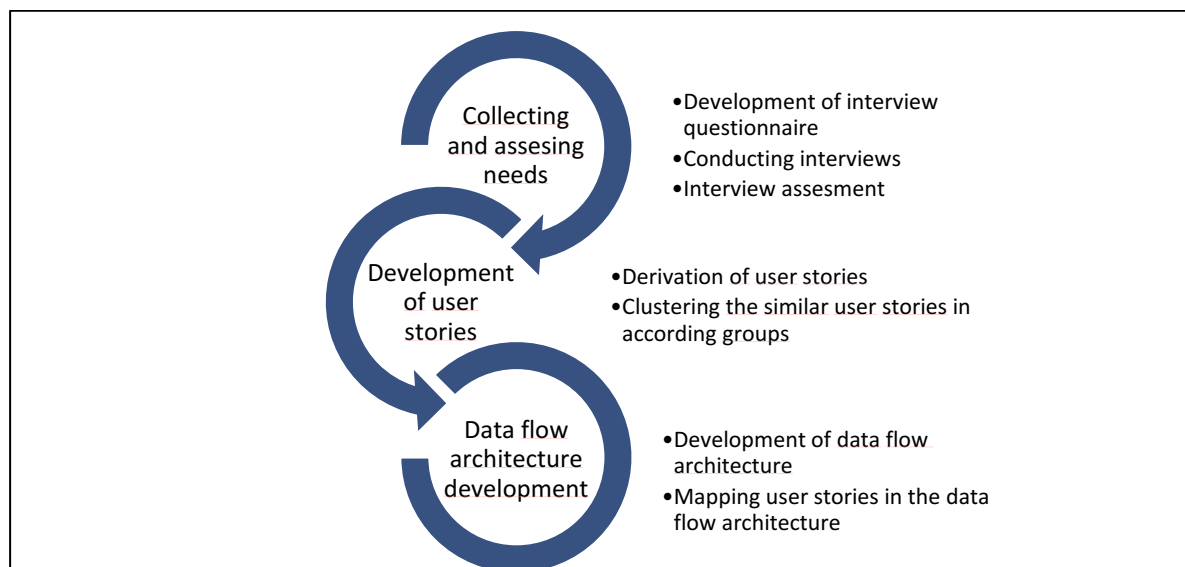 Collecting
and assesing
needs
•Development of interview
questionnaire
•Conducting interviews
•Interview assesment
Development
of user
stories
•Derivation of user stories
•Clustering the similar user stories in
according groups
Data flow
architecture
development
•Development of data flow
architecture
•Mapping user stories in the data
flow architecture